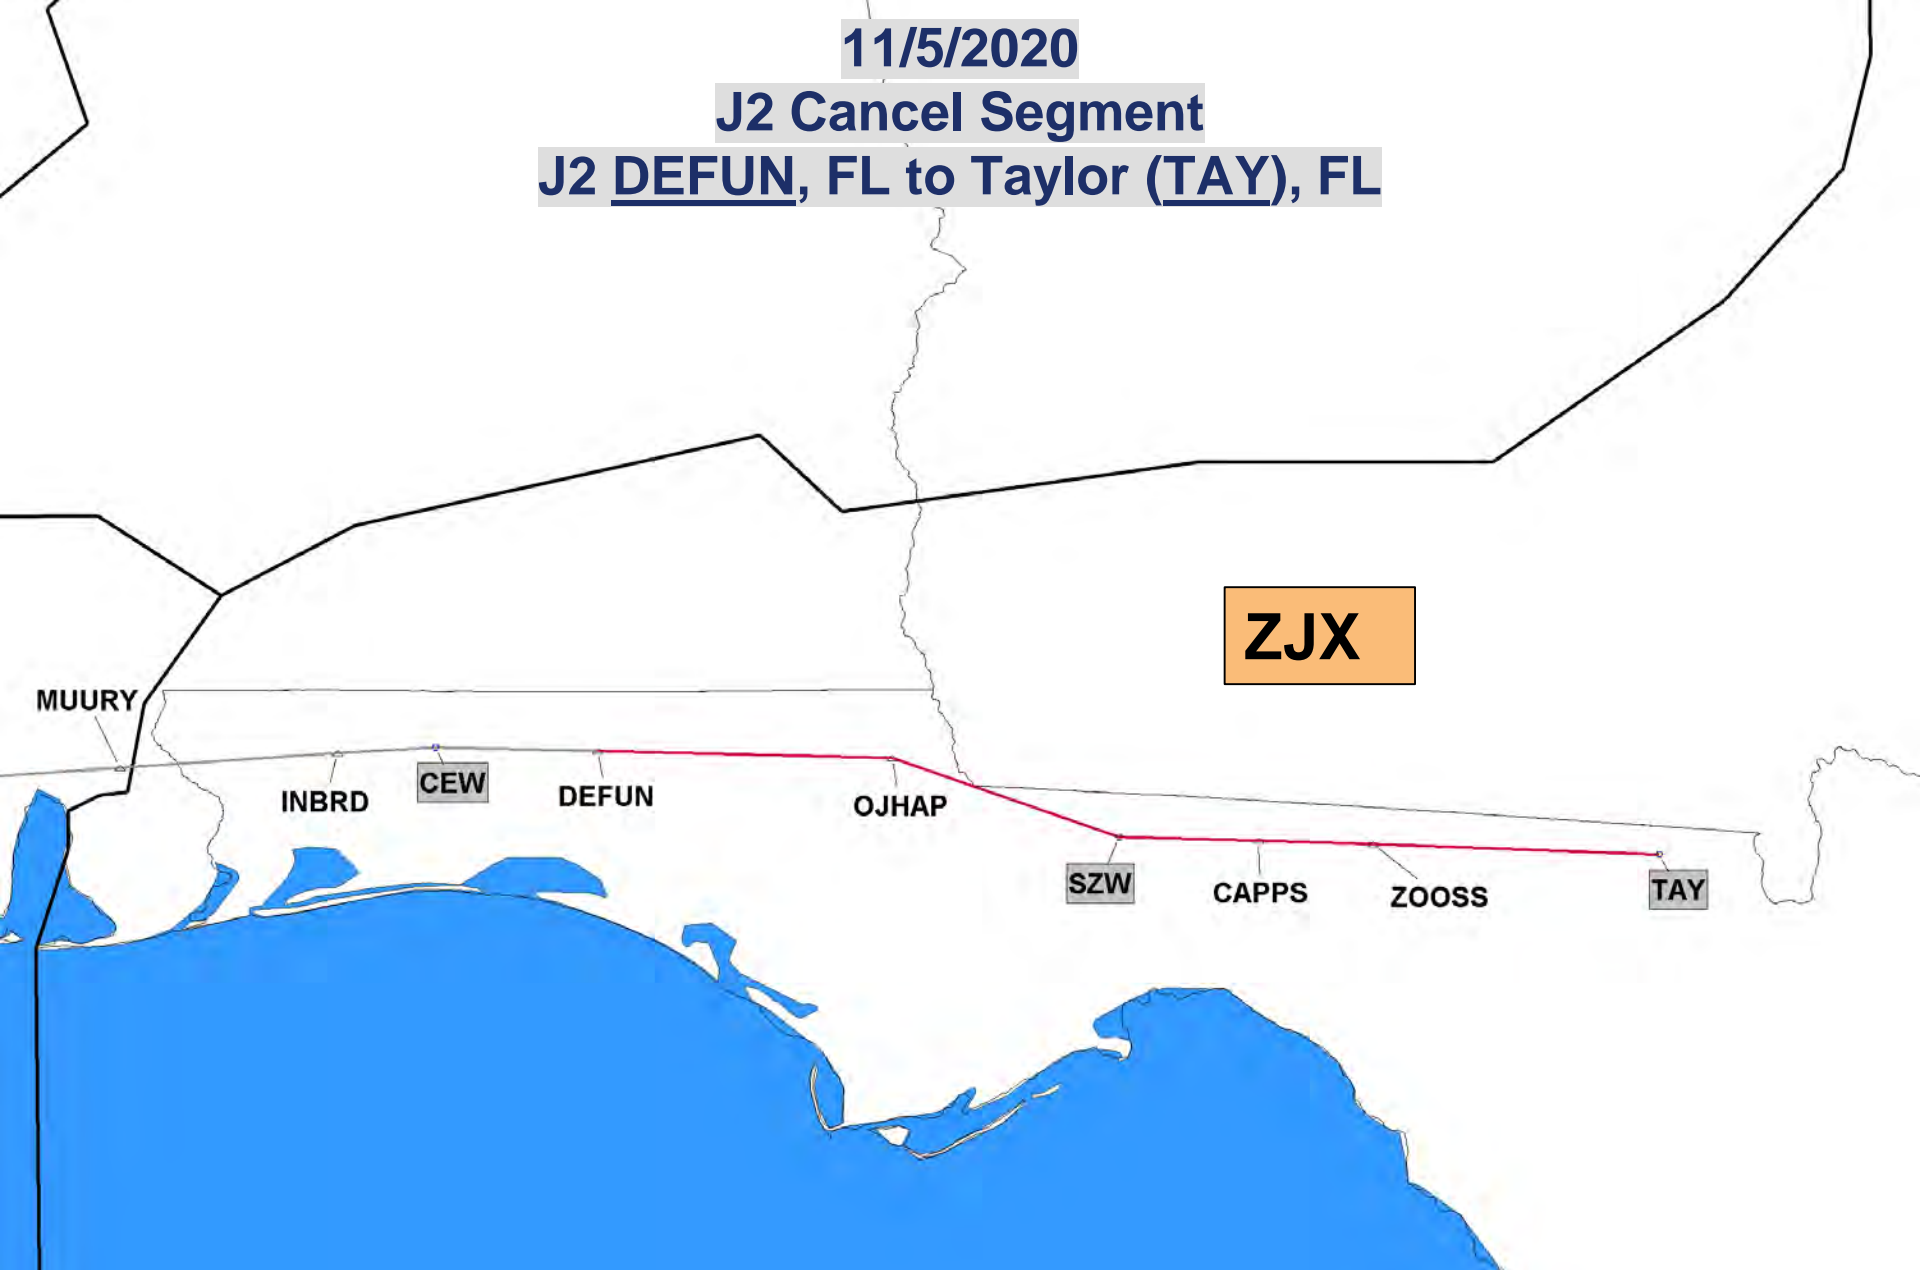 11/5/2020
J2 Cancel Segment
J2 DEFUN, FL to Taylor (TAY), FL
ZJX
MUURY
INBRD
CEW
DEFUN
OJHAP
SZW
CAPPS
ZOOSS
TAY